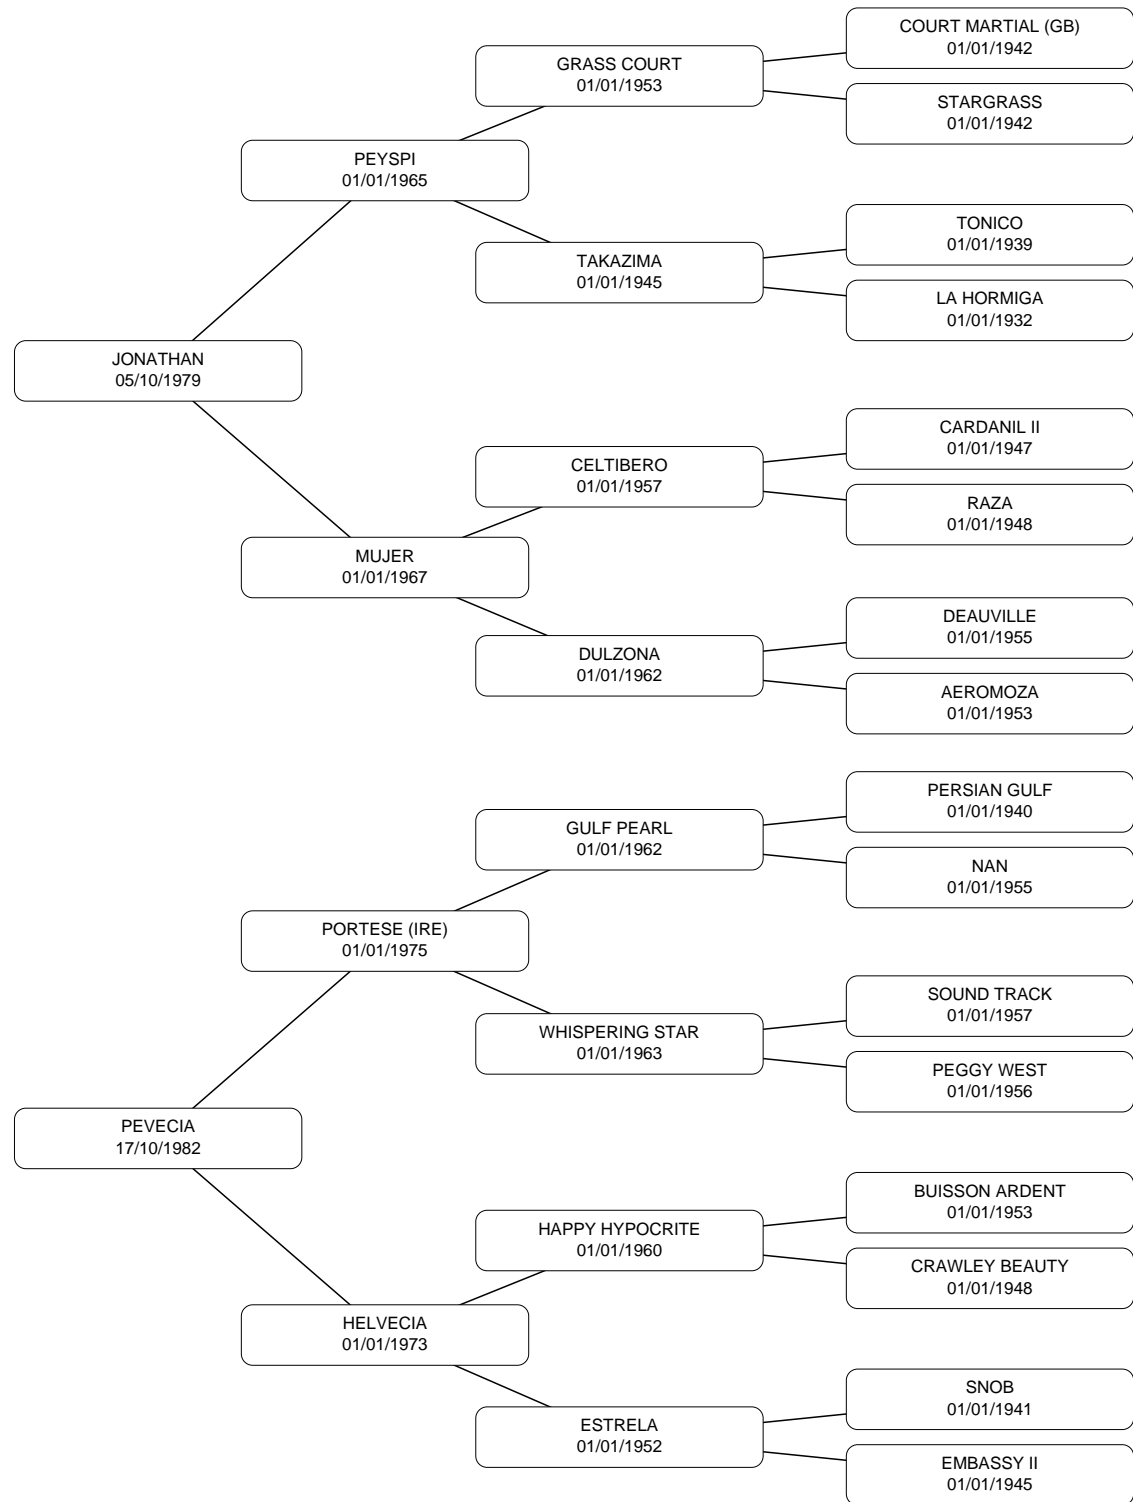 COURT MARTIAL (GB)
01/01/1942
GRASS COURT
01/01/1953
STARGRASS
01/01/1942
PEYSPI
01/01/1965
TONICO
01/01/1939
TAKAZIMA
01/01/1945
LA HORMIGA
01/01/1932
JONATHAN
05/10/1979
CARDANIL II
01/01/1947
CELTIBERO
01/01/1957
RAZA
01/01/1948
MUJER
01/01/1967
DEAUVILLE
01/01/1955
DULZONA
01/01/1962
AEROMOZA
01/01/1953
PERSIAN GULF
01/01/1940
GULF PEARL
01/01/1962
NAN
01/01/1955
PORTESE (IRE)
01/01/1975
SOUND TRACK
01/01/1957
WHISPERING STAR
01/01/1963
PEGGY WEST
01/01/1956
PEVECIA
17/10/1982
BUISSON ARDENT
01/01/1953
HAPPY HYPOCRITE
01/01/1960
CRAWLEY BEAUTY
01/01/1948
HELVECIA
01/01/1973
SNOB
01/01/1941
ESTRELA
01/01/1952
EMBASSY II
01/01/1945